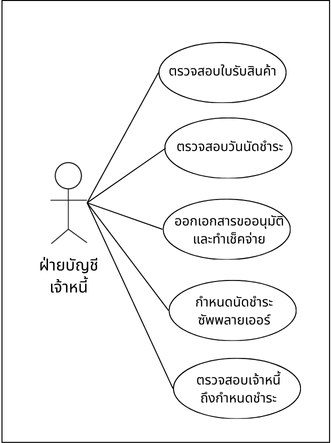 ตรวจสอบใบรับสินค้า
ตรวจสอบวันนัดชำระ
ออกเอกสารขออนุมัติ
และทำเช็คจ่าย
ฝ่ายบัญชี
เจ้าหนี้
กำหนดนัดชำระ
ซัพพลายเออร์
ตรวจสอบเจ้าหนี้
ถึงกำหนดชำระ